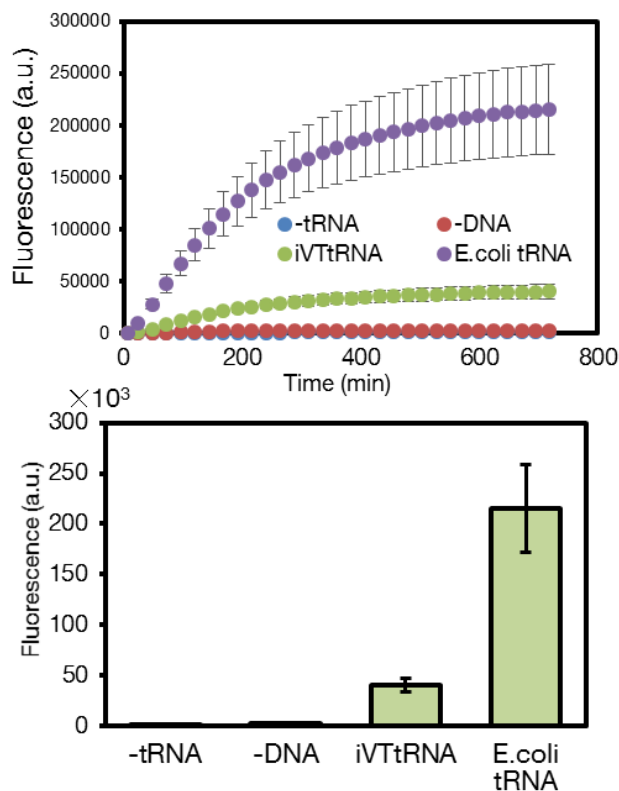 300000
250000
200000
150000
100000
50000
0
Fluorescence (a.u.)
-tRNA
-DNA
iVTtRNA
E.coli tRNA
0
200
400
600
800
Time (min)
×10³
300
250
200
150
100
50
0
Fluorescence (a.u.)
-tRNA
-DNA
iVTtRNA
E.coli
tRNA